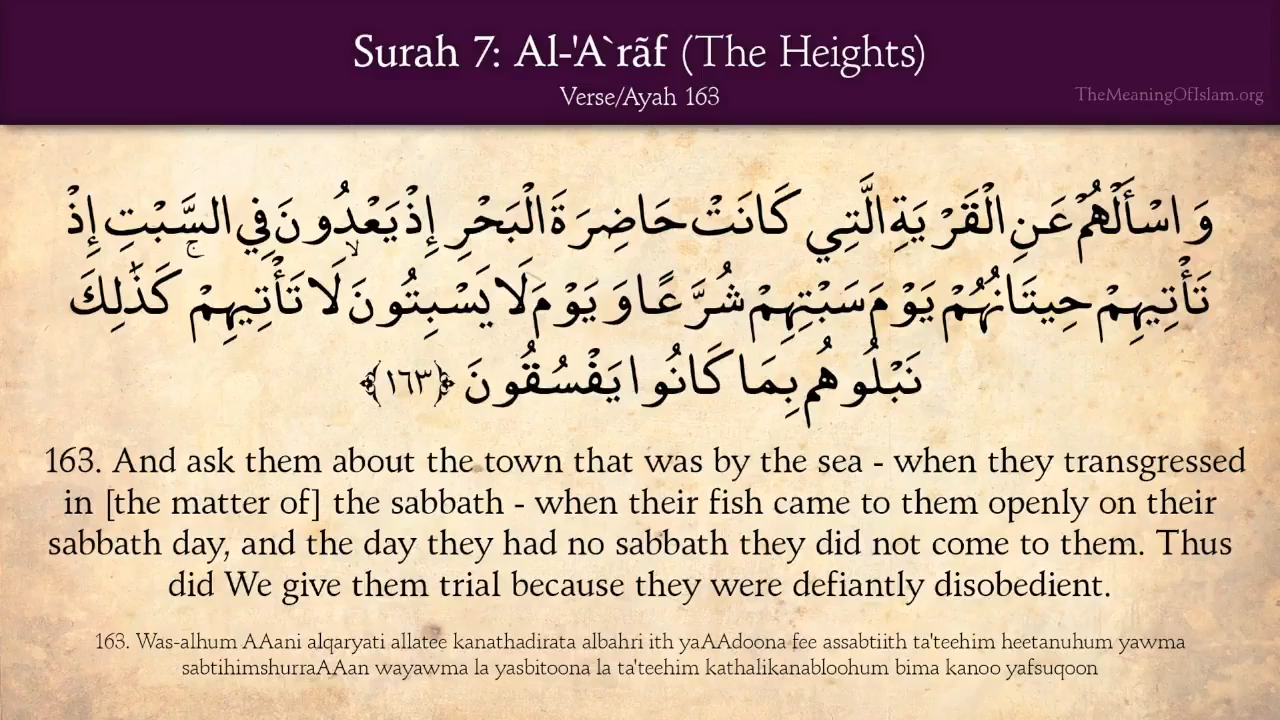 Surah 7: Al-'A`rãf (The Heights)
Verse/Ayah 163
TheMeaningOfIslam.org
وَاسْأَلْهُمْ عَنِ الْقَرْيَةِ الَّتِي كَانَتْ حَاضِرَةَ الْبَحْرِ إِذْ يَعْدُونَ فِي السَّبْتِ إِذْ
تَأْتِيهِمْ حِيتَانُهُمْ يَوْمَ سَبْتِهِمْ شُرَّعًا وَيَوْمَ لَا يَسْبِتُونَ ۙ لَا تَأْتِيهِمْ ۚ كَذَٰلِكَ
نَبْلُوهُم بِمَا كَانُوا يَفْسُقُونَ ﴿١٦٣﴾
163. And ask them about the town that was by the sea - when they transgressed
in [the matter of] the sabbath - when their fish came to them openly on their
sabbath day, and the day they had no sabbath they did not come to them. Thus
did We give them trial because they were defiantly disobedient.
163. Was-alhum AAani alqaryati allatee kanathadirata albahri ith yaAAdoona fee assabtiith ta'teehim heetanuhum yawma
sabtihimshurraAAan wayawma la yasbitoona la ta'teehim kathalikanabloohum bima kanoo yafsuqoon